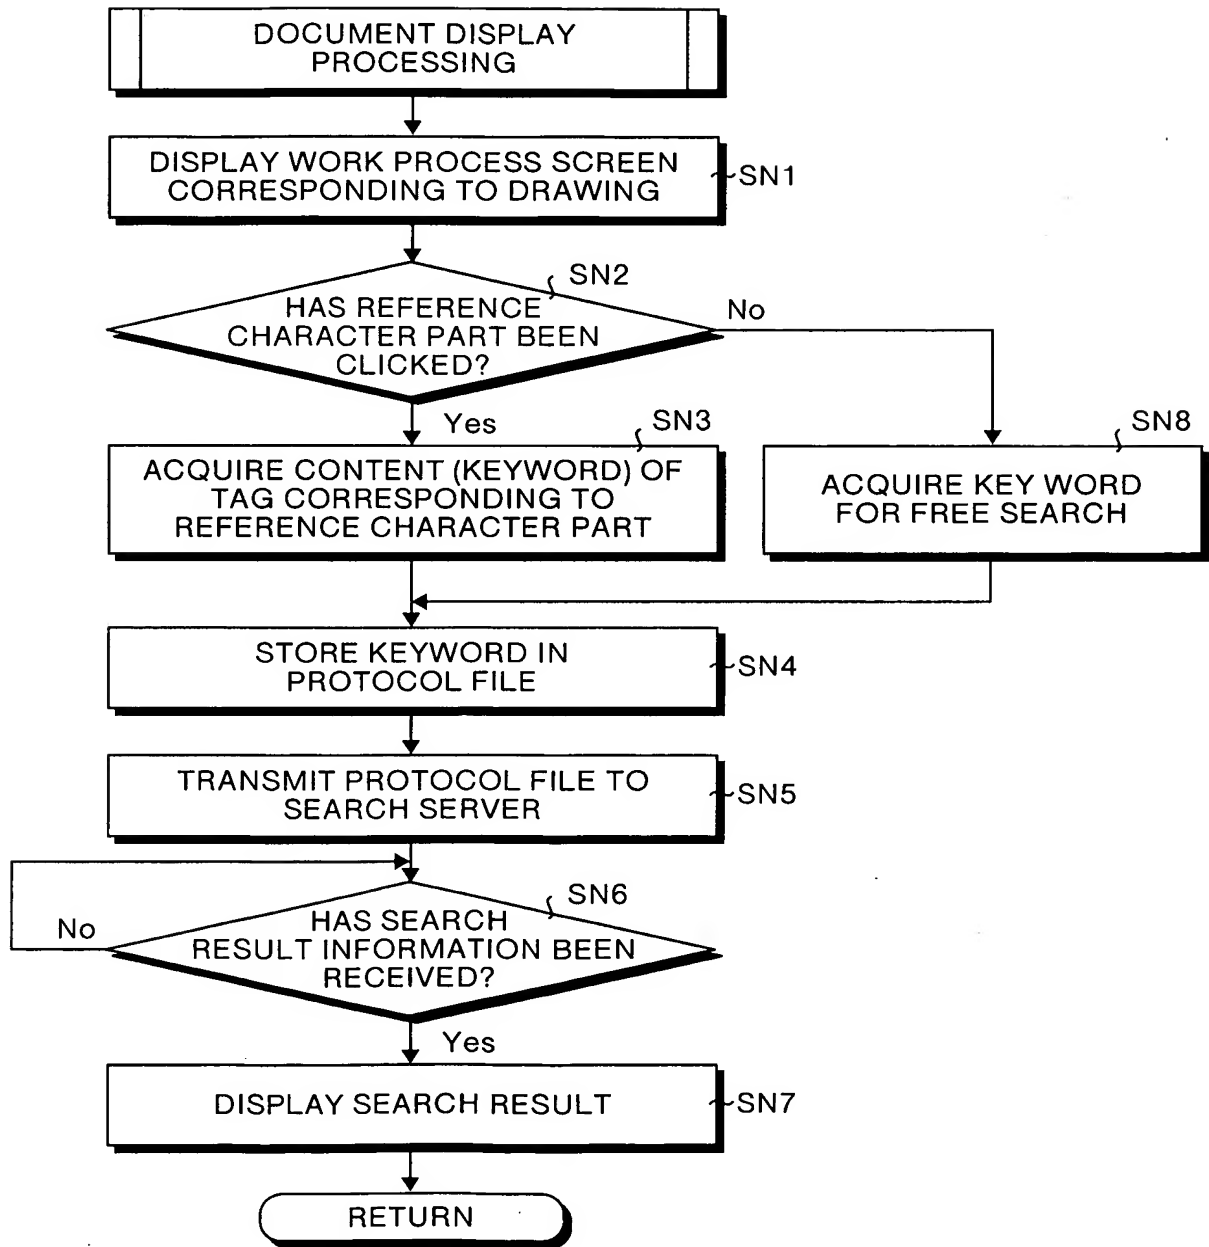 DOCUMENT DISPLAY
PROCESSING
DISPLAY WORK PROCESS SCREEN
CORRESPONDING TO DRAWING
SN1
SN2
HAS REFERENCE
CHARACTER PART BEEN
CLICKED?
No
Yes
SN3
ACQUIRE CONTENT (KEYWORD) OF
TAG CORRESPONDING TO
REFERENCE CHARACTER PART
SN8
ACQUIRE KEY WORD
FOR FREE SEARCH
STORE KEYWORD IN
PROTOCOL FILE
SN4
TRANSMIT PROTOCOL FILE TO
SEARCH SERVER
SN5
SN6
HAS SEARCH
RESULT INFORMATION BEEN
RECEIVED?
No
Yes
DISPLAY SEARCH RESULT
SN7
RETURN